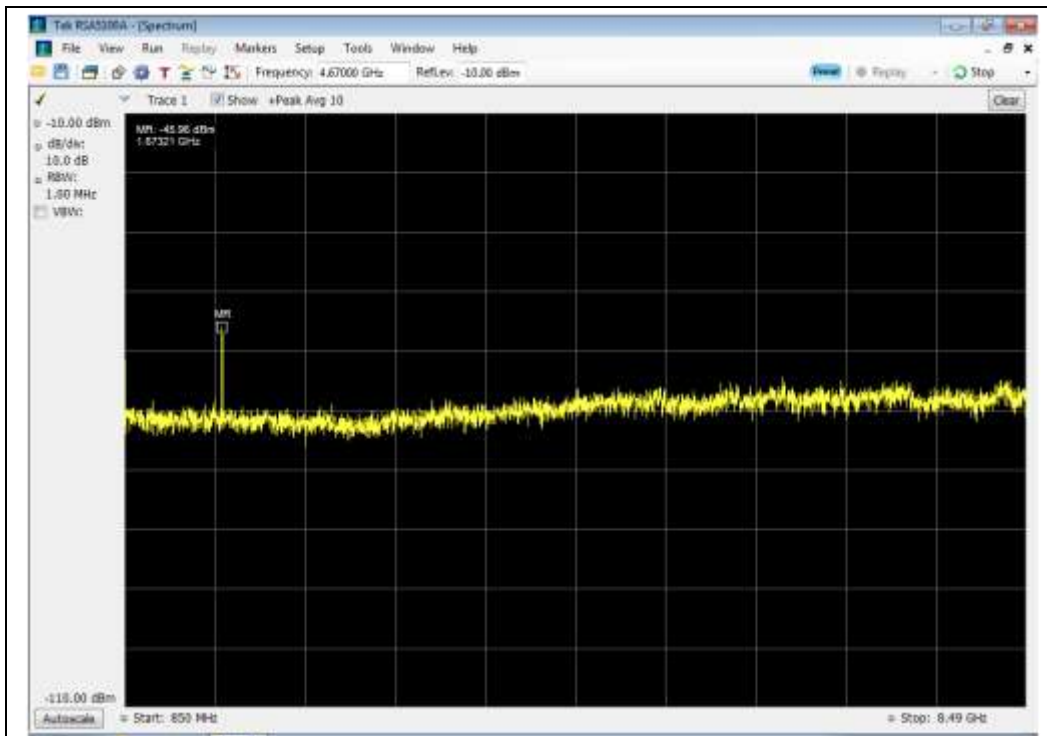 Tek RSA5100A - [Spectrum]
File View Run Replay Markers Setup Tools Window Help
Frequency: 4.67000 GHz RefLev: -10.00 dBm Preset Replay Stop
Trace 1 Show +Peak Avg 10 Clear
-10.00 dBm
dB/div:
10.0 dB
RBW:
1.00 MHz
VBW:
MR: -45.96 dBm
1.67321 GHz
MR
-110.00 dBm
Autoscale Start: 850 MHz Stop: 8.49 GHz